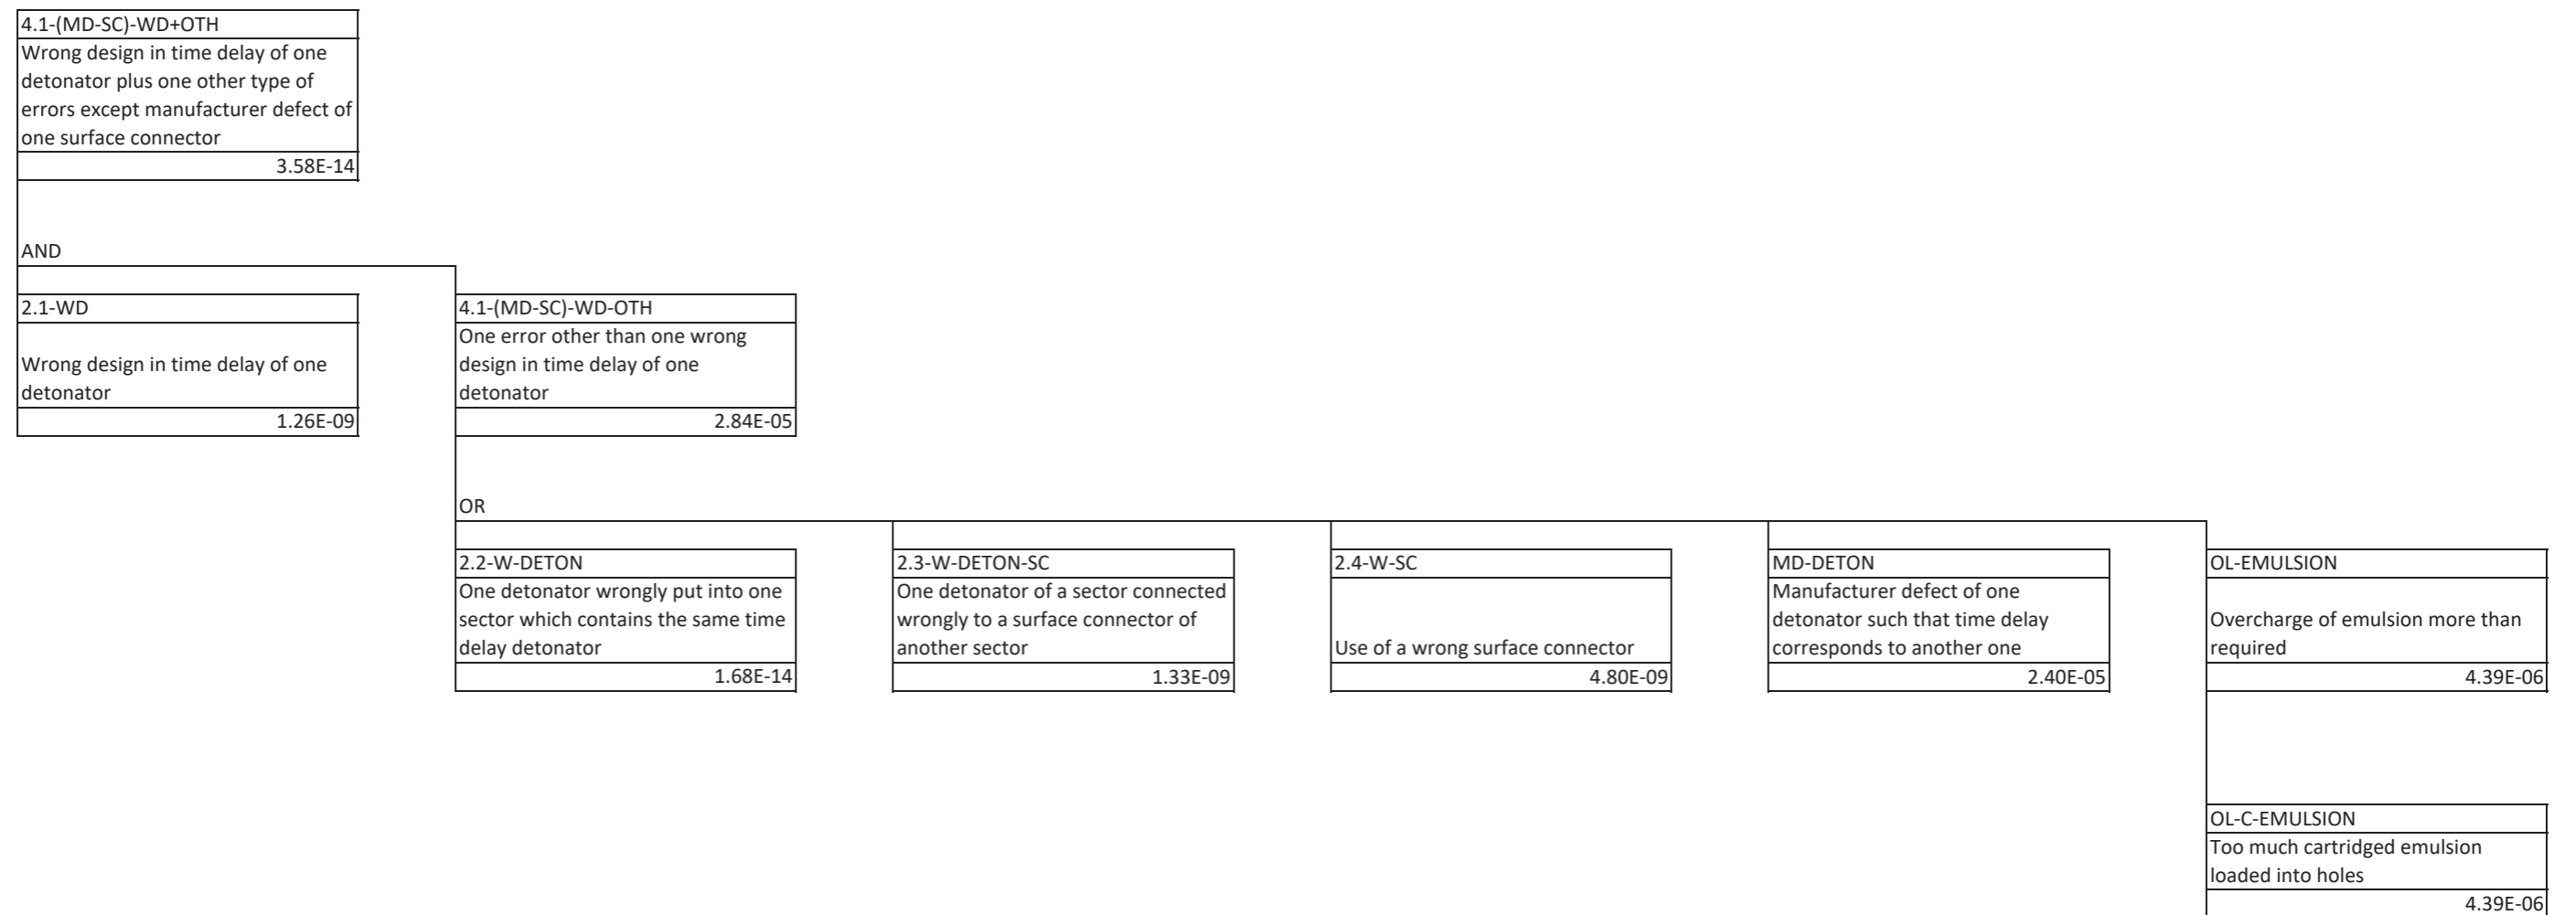 4.1-(MD-SC)-WD+OTH
Wrong design in time delay of one
detonator plus one other type of
errors except manufacturer defect of
one surface connector
3.58E-14
AND
2.1-WD
Wrong design in time delay of one
detonator
1.26E-09
4.1-(MD-SC)-WD-OTH
One error other than one wrong
design in time delay of one
detonator
2.84E-05
OR
2.2-W-DETON
One detonator wrongly put into one
sector which contains the same time
delay detonator
1.68E-14
2.3-W-DETON-SC
One detonator of a sector connected
wrongly to a surface connector of
another sector
1.33E-09
2.4-W-SC
Use of a wrong surface connector
4.80E-09
MD-DETON
Manufacturer defect of one
detonator such that time delay
corresponds to another one
2.40E-05
OL-EMULSION
Overcharge of emulsion more than
required
4.39E-06
OL-C-EMULSION
Too much cartridged emulsion
loaded into holes
4.39E-06